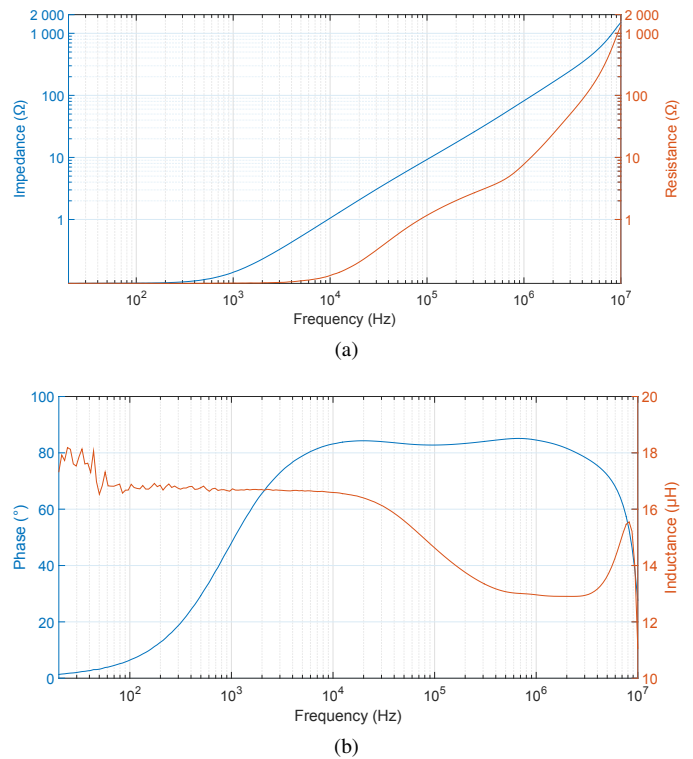 2 000
1 000
100
10
1
Impedance (Ω)
2 000
1 000
100
10
1
Resistance (Ω)
10² 10³ 10⁴ 10⁵ 10⁶ 10⁷
Frequency (Hz)
(a)
100
80
60
40
20
0
Phase (°)
20
18
16
14
12
10
Inductance (µH)
10² 10³ 10⁴ 10⁵ 10⁶ 10⁷
Frequency (Hz)
(b)